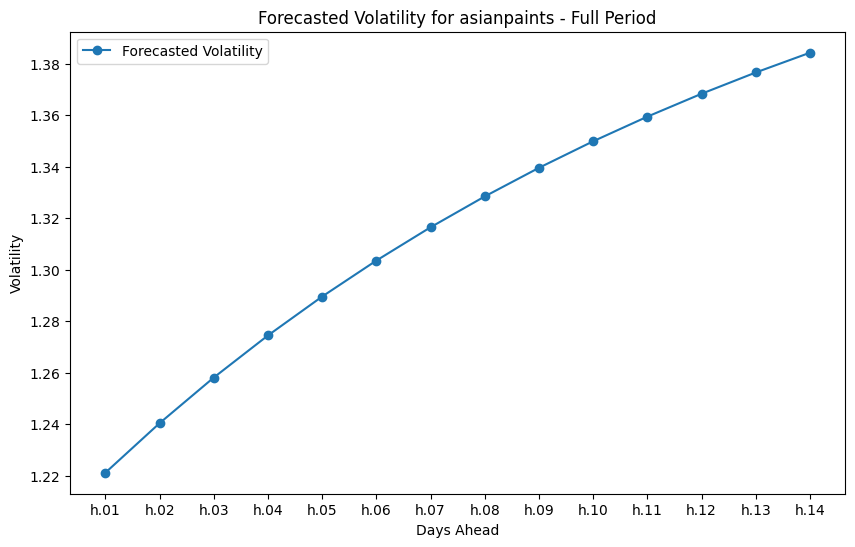 Forecasted Volatility for asianpaints - Full Period
Forecasted Volatility
Volatility
1.38
1.36
1.34
1.32
1.30
1.28
1.26
1.24
1.22
h.01 h.02 h.03 h.04 h.05 h.06 h.07 h.08 h.09 h.10 h.11 h.12 h.13 h.14
Days Ahead